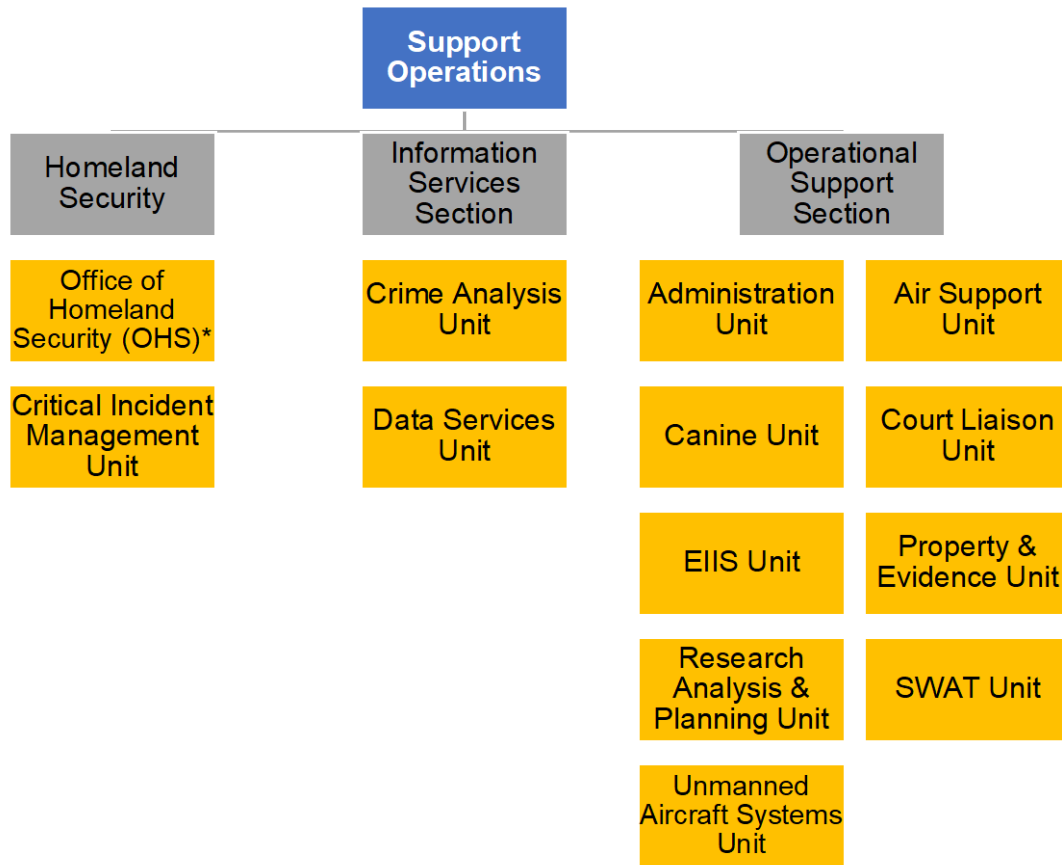 Support
Operations
Homeland
Security
Information
Services
Section
Operational
Support
Section
Office of
Homeland
Security (OHS)*
Crime Analysis
Unit
Administration
Unit
Air Support
Unit
Critical Incident
Management
Unit
Data Services
Unit
Canine Unit
Court Liaison
Unit
EIIS Unit
Property &
Evidence Unit
Research
Analysis &
Planning Unit
SWAT Unit
Unmanned
Aircraft Systems
Unit